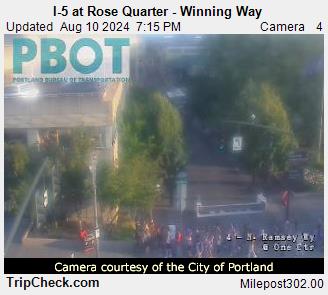 I-5 at Rose Quarter - Winning Way
Updated Aug 10 2024 7:15 PM Camera 4
PBOT
PORTLAND BUREAU OF TRANSPORTATION
4 - N. Ramsey Wy
@ One Ctr
Camera courtesy of the City of Portland
TripCheck.com Milepost302.00